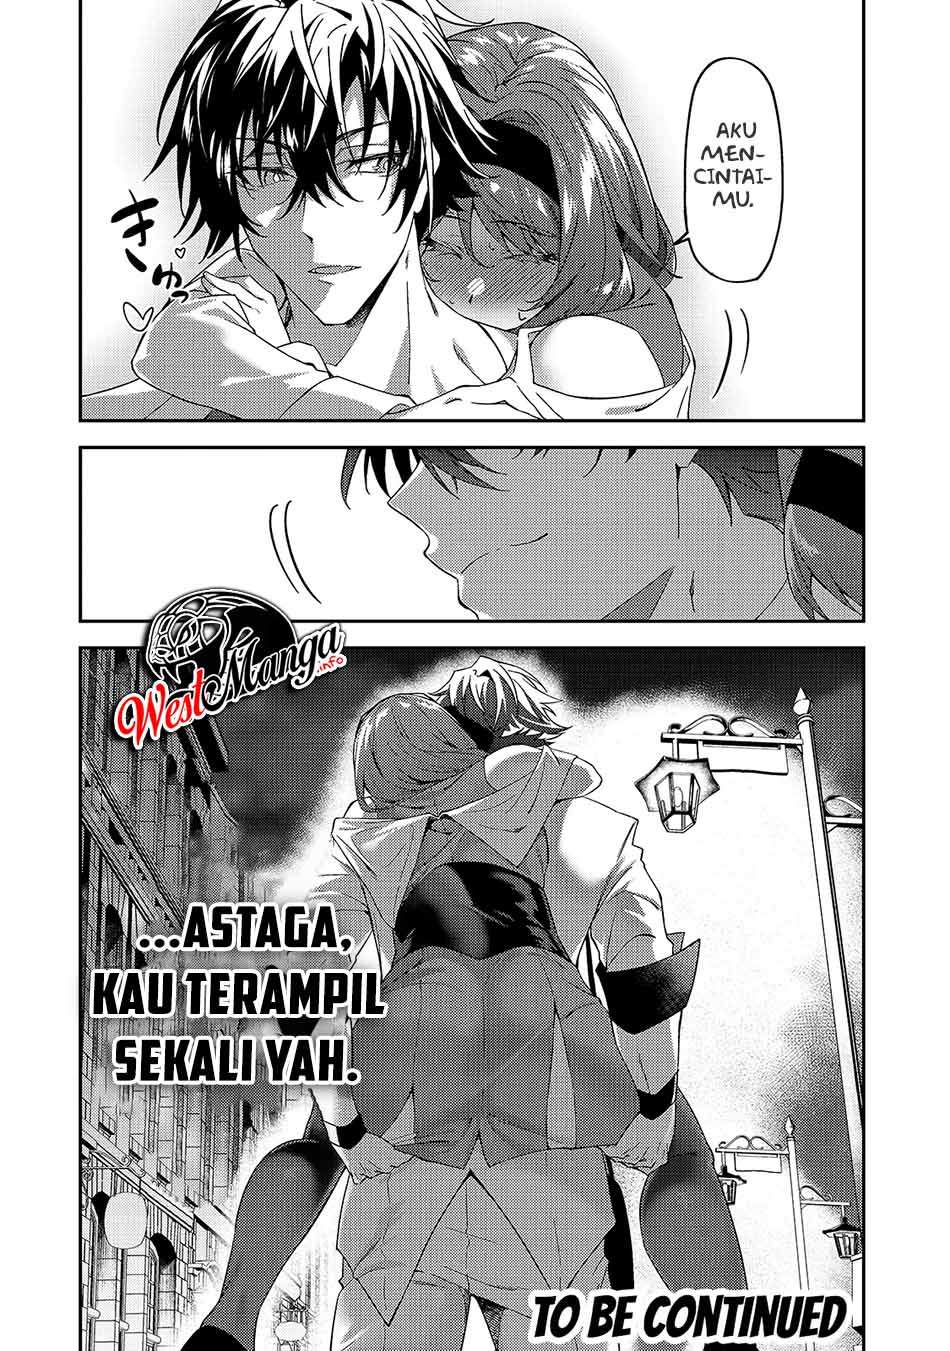 AKU
MEN-
CINTAI-
MU.
きゅっ
WestManga
.info
...ASTAGA,
KAU TERAMPIL
SEKALI YAH.
TO BE CONTINUED